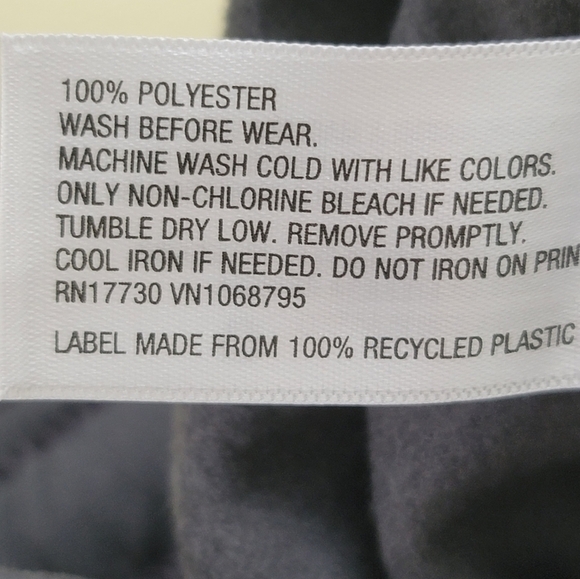 100% POLYESTER
WASH BEFORE WEAR.
MACHINE WASH COLD WITH LIKE COLORS.
ONLY NON-CHLORINE BLEACH IF NEEDED.
TUMBLE DRY LOW. REMOVE PROMPTLY.
COOL IRON IF NEEDED. DO NOT IRON ON PRIN
RN17730 VN1068795
LABEL MADE FROM 100% RECYCLED PLASTIC